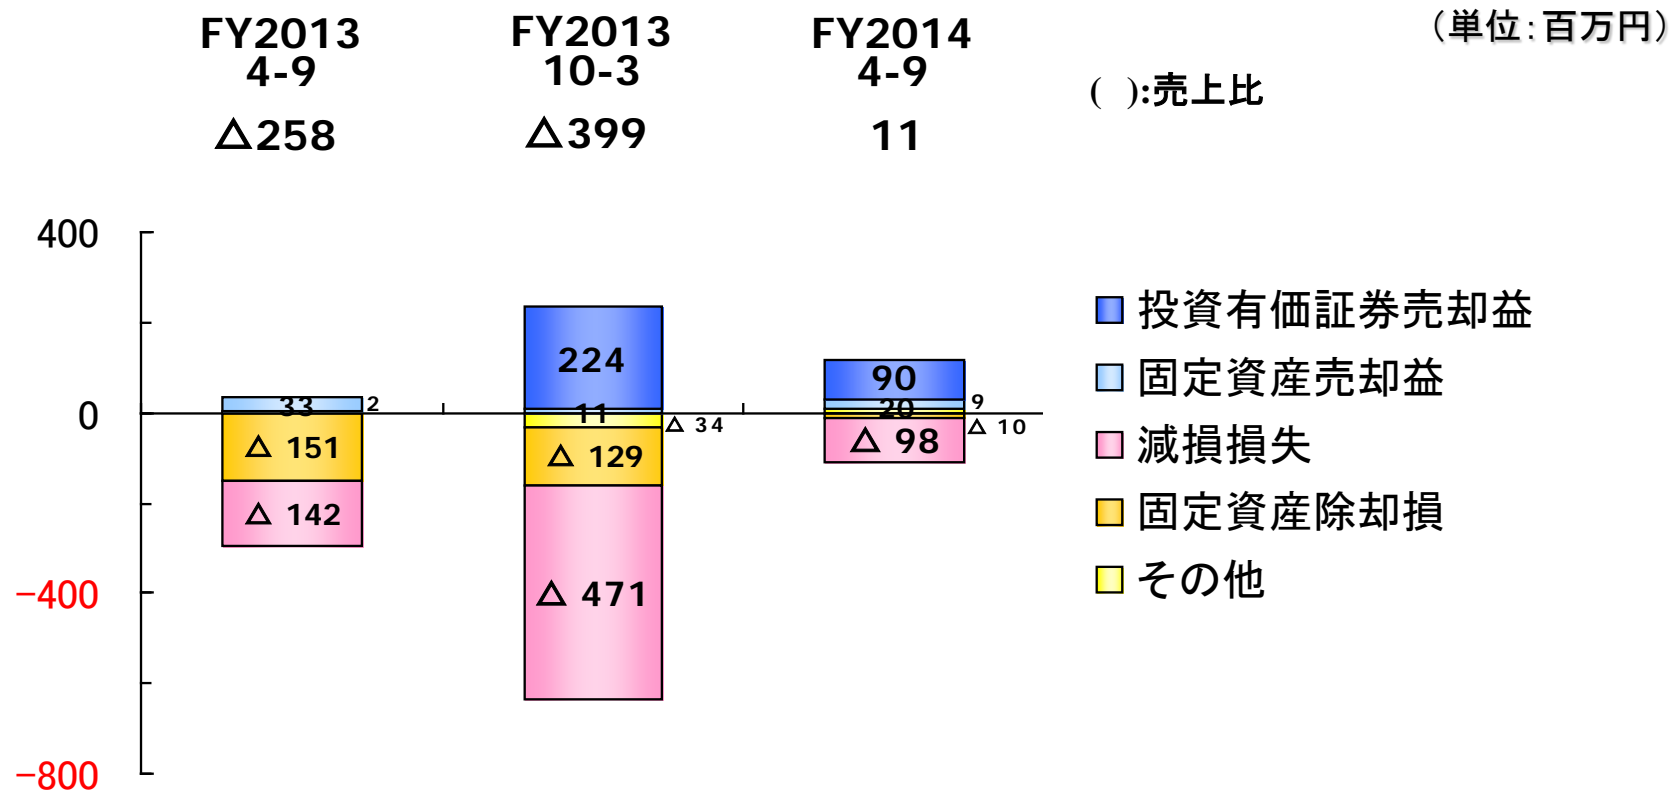 FY2013
4-9
△258
FY2013
10-3
△399
FY2014
4-9
11
（単位：百万円）
(  ):売上比
400
0
−400
−800
33
2
△ 151
△ 142
224
11
△ 34
△ 129
△ 471
90
20
9
△ 10
△ 98
投資有価証券売却益
固定資産売却益
減損損失
固定資産除却損
その他